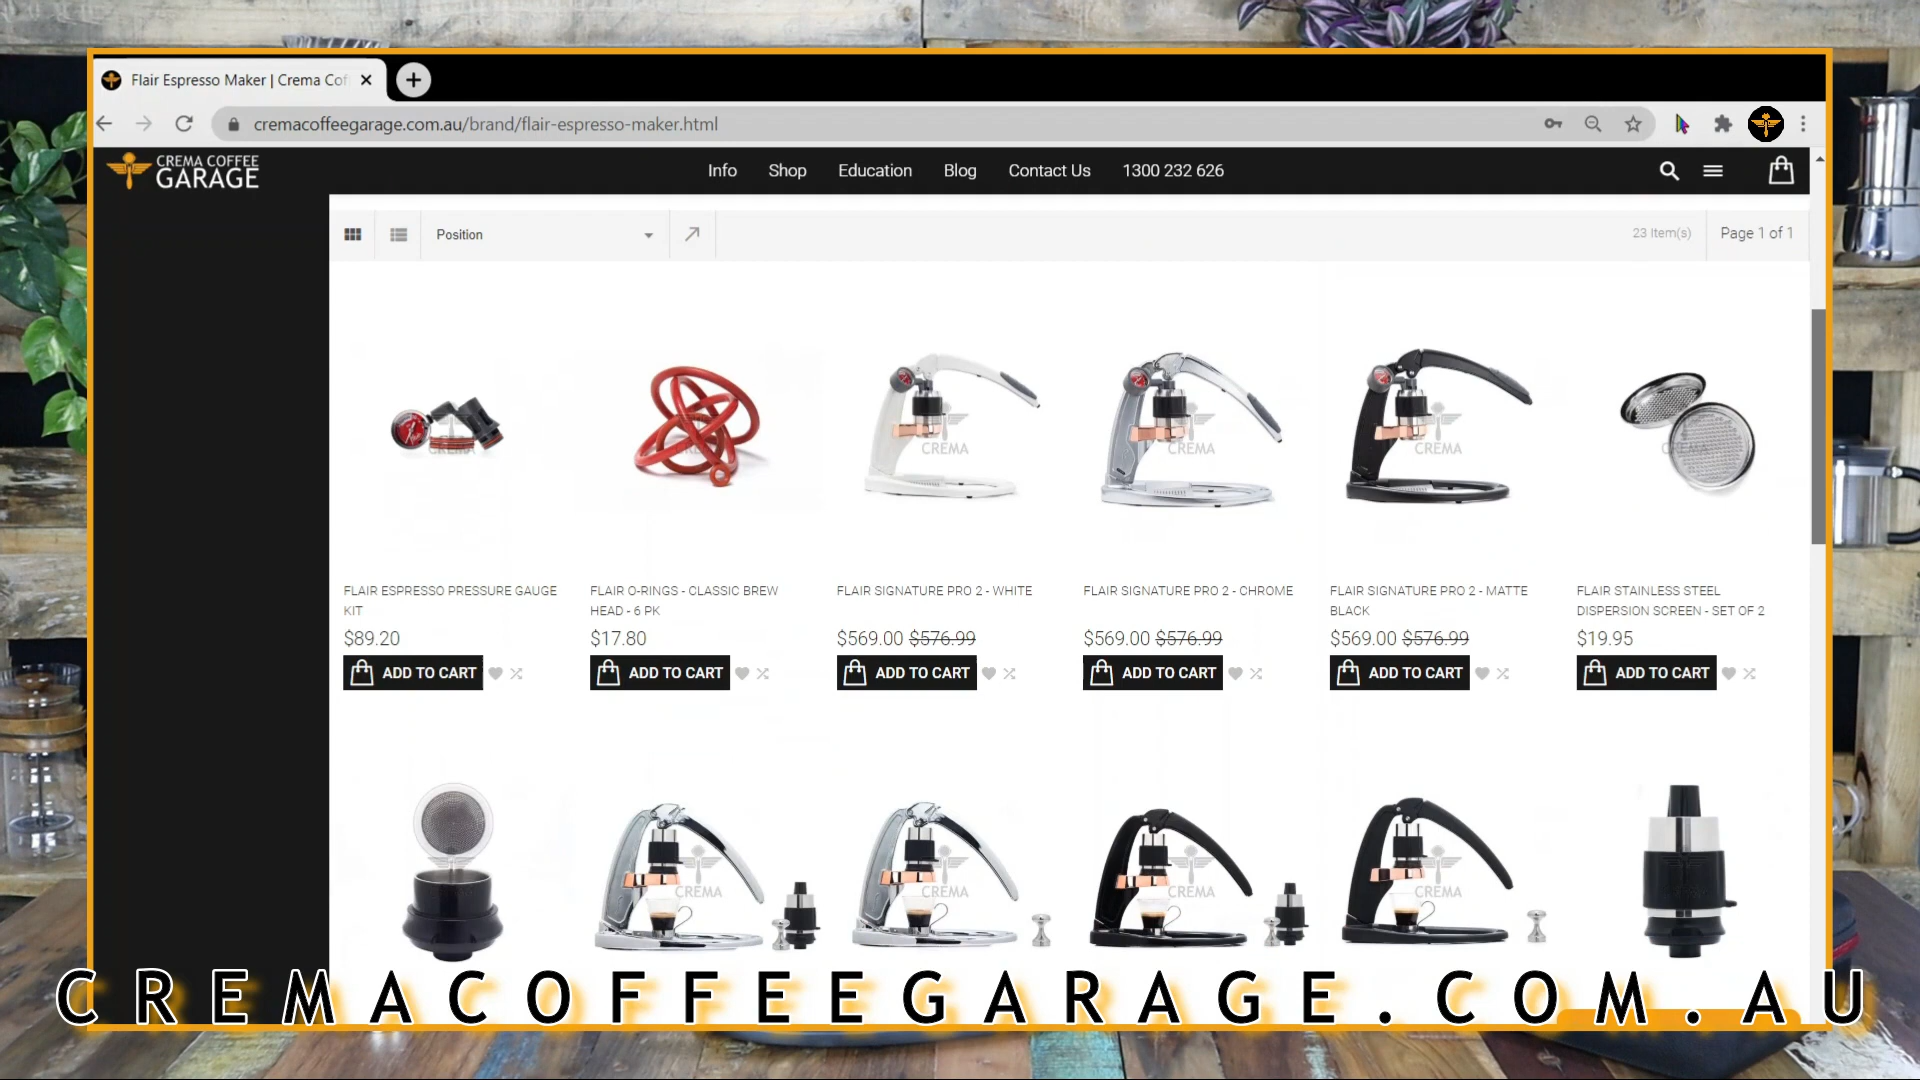 Flair Espresso Maker | Crema Cof
cremacoffeegarage.com.au/brand/flair-espresso-maker.html
CREMA COFFEE
GARAGE
Info Shop Education Blog Contact Us 1300 232 626
Position
23 Item(s)
Page 1 of 1
CREMA
CREMA
CREMA
CREMA
CREMA
CREMA
FLAIR ESPRESSO PRESSURE GAUGE
KIT
$89.20
ADD TO CART
FLAIR O-RINGS - CLASSIC BREW
HEAD - 6 PK
$17.80
ADD TO CART
FLAIR SIGNATURE PRO 2 - WHITE
$569.00 $576.99
ADD TO CART
FLAIR SIGNATURE PRO 2 - CHROME
$569.00 $576.99
ADD TO CART
FLAIR SIGNATURE PRO 2 - MATTE
BLACK
$569.00 $576.99
ADD TO CART
FLAIR STAINLESS STEEL
DISPERSION SCREEN - SET OF 2
$19.95
ADD TO CART
CREMA
CREMA
CREMA
CREMA
CREMACOFFEEGARAGE.COM.AU